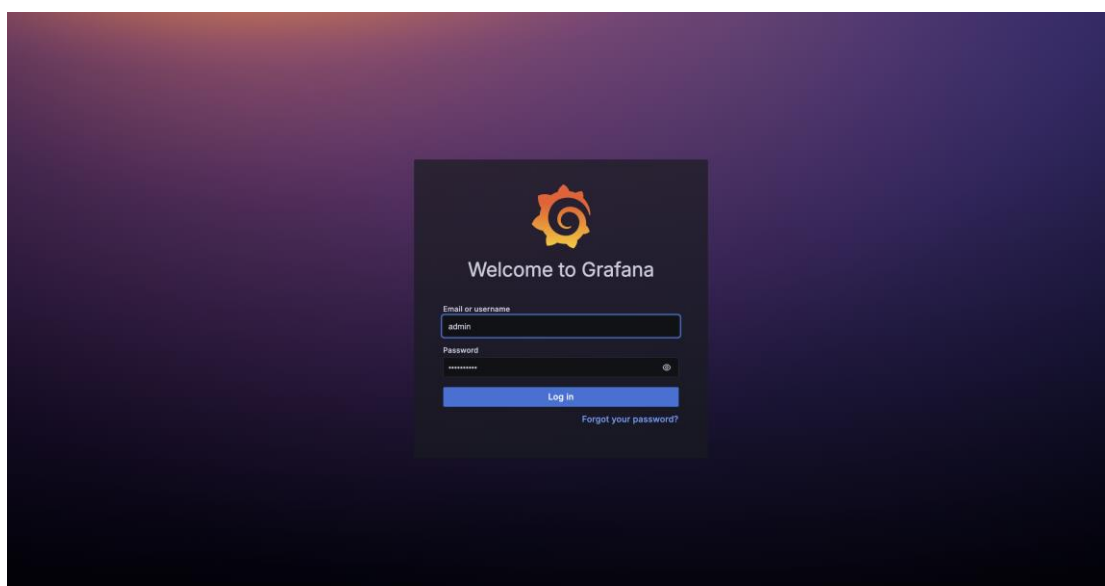 Welcome to Grafana
Email or username
admin
Password
••••••••••
Log in
Forgot your password?